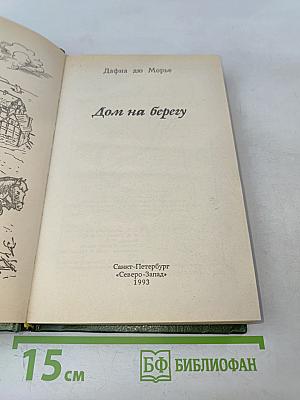 Дафна дю Морье
Дом на берегу
Санкт-Петербург
«Северо-Запад»
1993
15 см
БФ БИБЛИОФАН